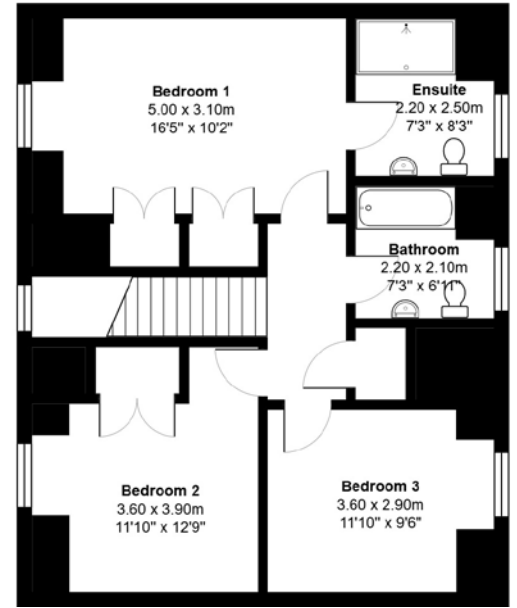 Bedroom 1
5.00 x 3.10m
16'5" x 10'2"
Ensuite
2.20 x 2.50m
7'3" x 8'3"
Bathroom
2.20 x 2.10m
7'3" x 6'11"
Bedroom 2
3.60 x 3.90m
11'10" x 12'9"
Bedroom 3
3.60 x 2.90m
11'10" x 9'6"